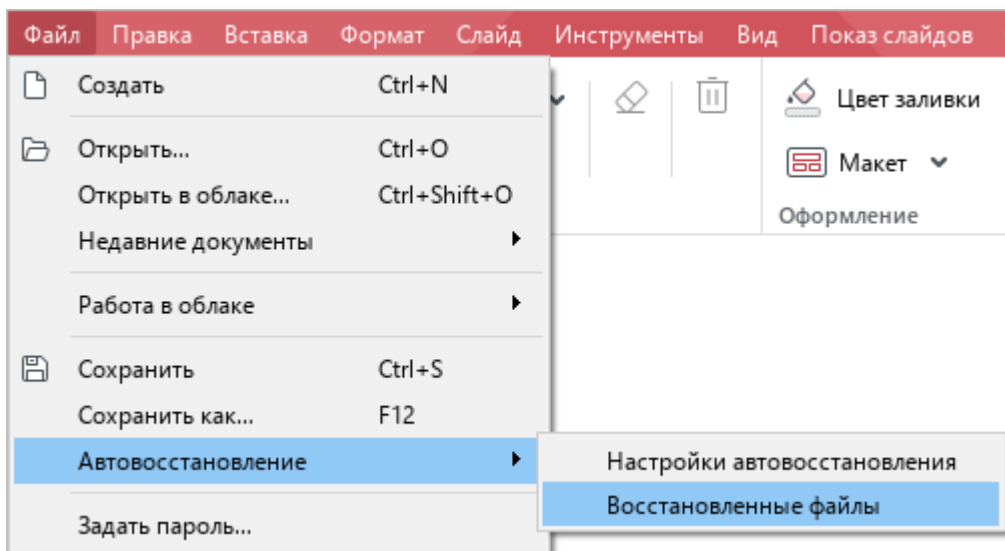 Файл Правка Вставка Формат Слайд Инструменты Вид Показ слайдов
Создать Ctrl+N
Цвет заливки
Открыть... Ctrl+O
Макет
Открыть в облаке... Ctrl+Shift+O
Оформление
Недавние документы
Работа в облаке
Сохранить Ctrl+S
Сохранить как... F12
Автовосстановление
Настройки автовосстановления
Восстановленные файлы
Задать пароль...